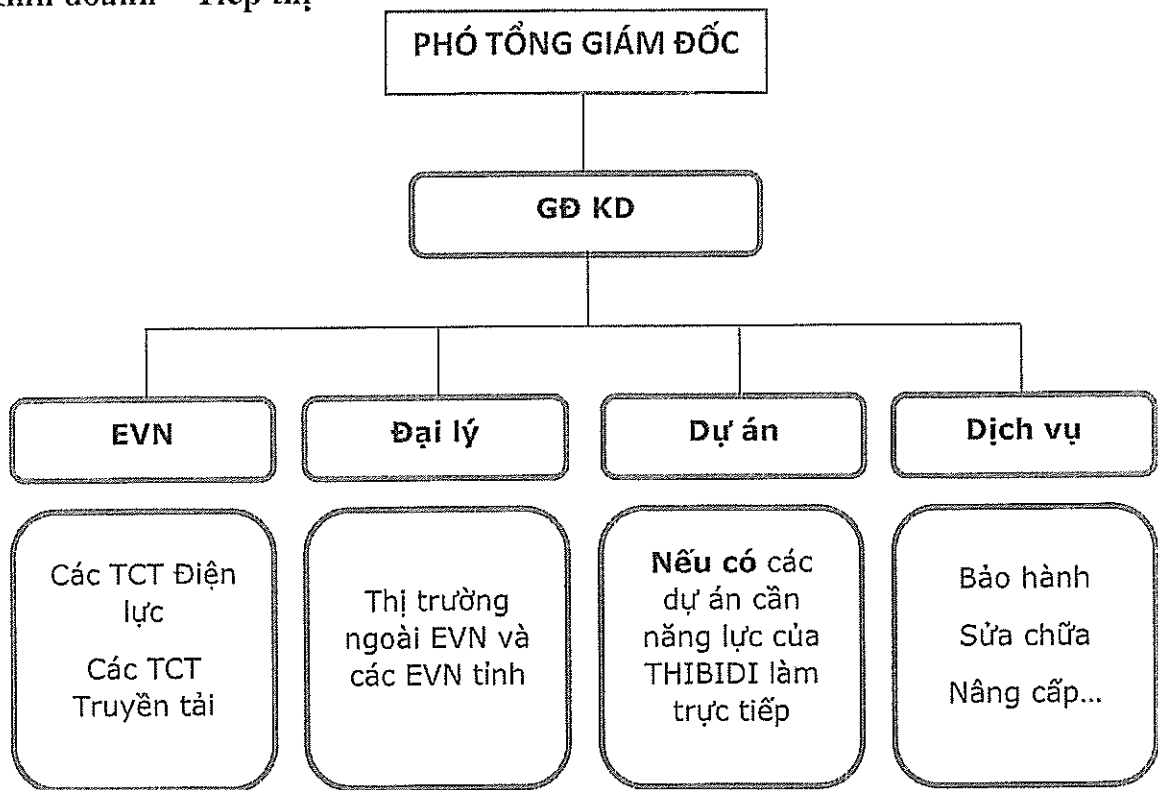 Tiếp thị
PHÓ TỔNG GIÁM ĐỐC
GĐ KD
EVN
Đại lý
Dự án
Dịch vụ
Các TCT Điện
lực
Các TCT
Truyền tải
Thị trường
ngoài EVN và
các EVN tỉnh
Nếu có các
dự án cần
năng lực của
THIBIDI làm
trực tiếp
Bảo hành
Sửa chữa
Nâng cấp...